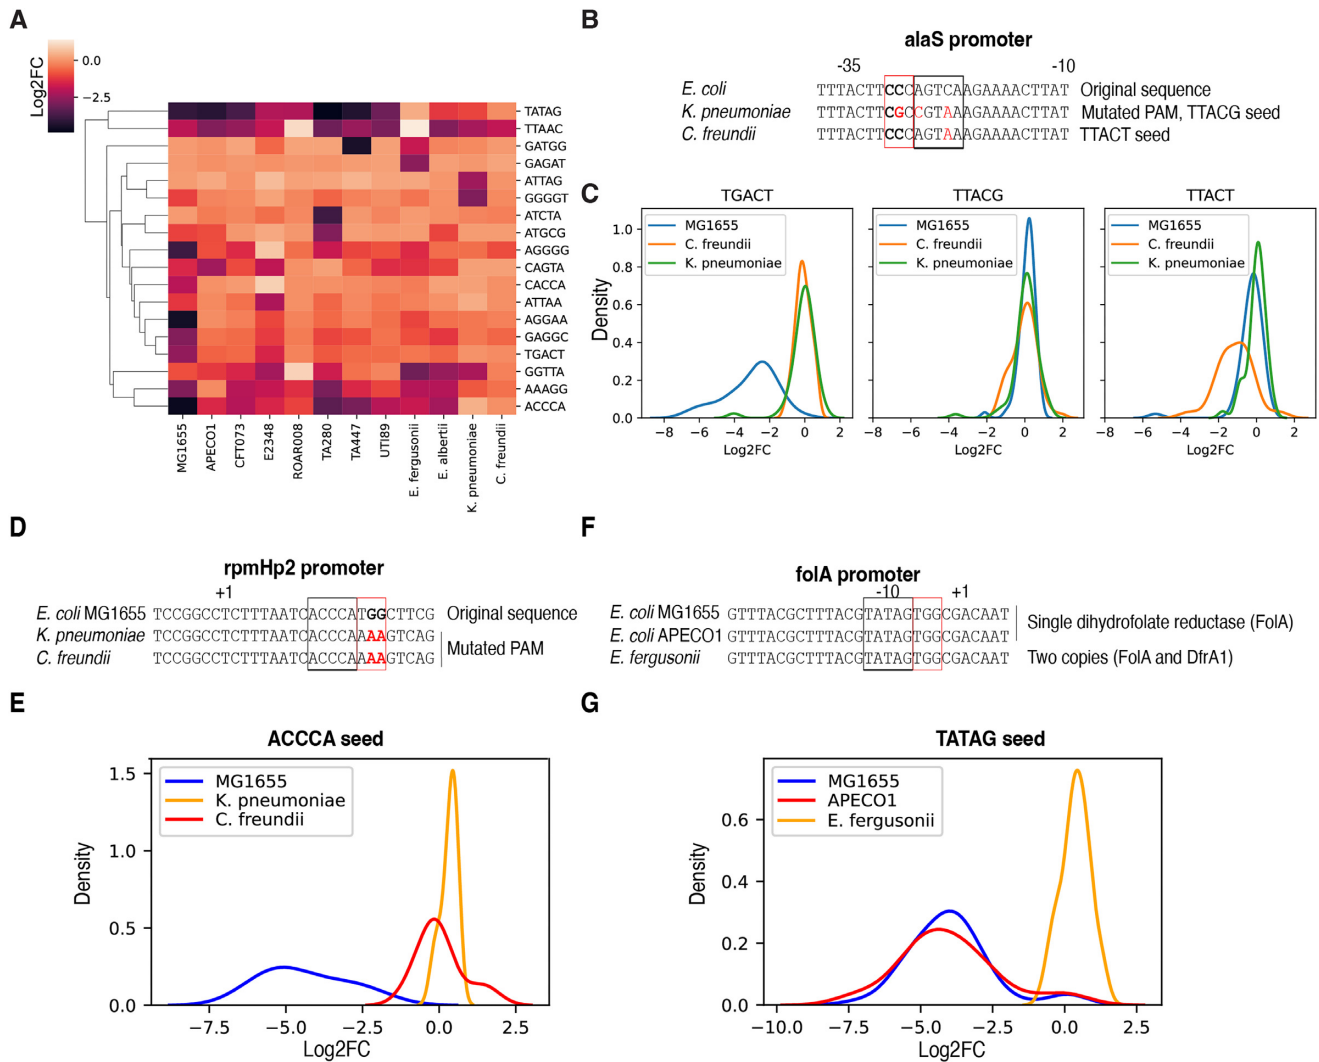 A
Log2FC
0.0
−2.5
TATAG
TTAAC
GATGG
GAGAT
ATTAG
GGGGT
ATCTA
ATGCG
AGGGG
CAGTA
CACCA
ATTAA
AGGAA
GAGGC
TGACT
GGTTA
AAAGG
ACCCA
MG1655
APECO1
CFT073
E2348
ROAR008
TA280
TA447
UTI89
E. fergusonii
E. albertii
K. pneumoniae
C. freundii
B
alaS promoter
-35 -10
E. coli TTTACTTCCCAGTCAAGAAAACTTAT Original sequence
K. pneumoniae TTTACTTCGCCGTAAAGAAAACTTAT Mutated PAM, TTACG seed
C. freundii TTTACTTCCCAGTAAAGAAAACTTAT TTACT seed
C
TGACT TTACG TTACT
MG1655 MG1655 MG1655
C. freundii C. freundii C. freundii
K. pneumoniae K. pneumoniae K. pneumoniae
Density
1.0
0.8
0.6
0.4
0.2
0.0
−8 −6 −4 −2 0 2 −8 −6 −4 −2 0 2 −8 −6 −4 −2 0 2
Log2FC Log2FC Log2FC
D
rpmHp2 promoter
+1
E. coli MG1655 TCCGGCCTCTTTAATCACCCATGGCTTCG Original sequence
K. pneumoniae TCCGGCCTCTTTAATCACCCAAAAGTCAG
C. freundii TCCGGCCTCTTTAATCACCCAAAAGTCAG
Mutated PAM
F
folA promoter
-10 +1
E. coli MG1655 GTTTACGCTTTACGTATAGTGGCGACAAT
E. coli APECO1 GTTTACGCTTTACGTATAGTGGCGACAAT
Single dihydrofolate reductase (FolA)
E. fergusonii GTTTACGCTTTACGTATAGTGGCGACAAT Two copies (FolA and DfrA1)
E
ACCCA seed
MG1655
K. pneumoniae
C. freundii
Density
1.5
1.0
0.5
0.0
−7.5 −5.0 −2.5 0.0 2.5
Log2FC
G
TATAG seed
MG1655
APECO1
E. fergusonii
Density
0.6
0.4
0.2
0.0
−10.0 −7.5 −5.0 −2.5 0.0 2.5
Log2FC